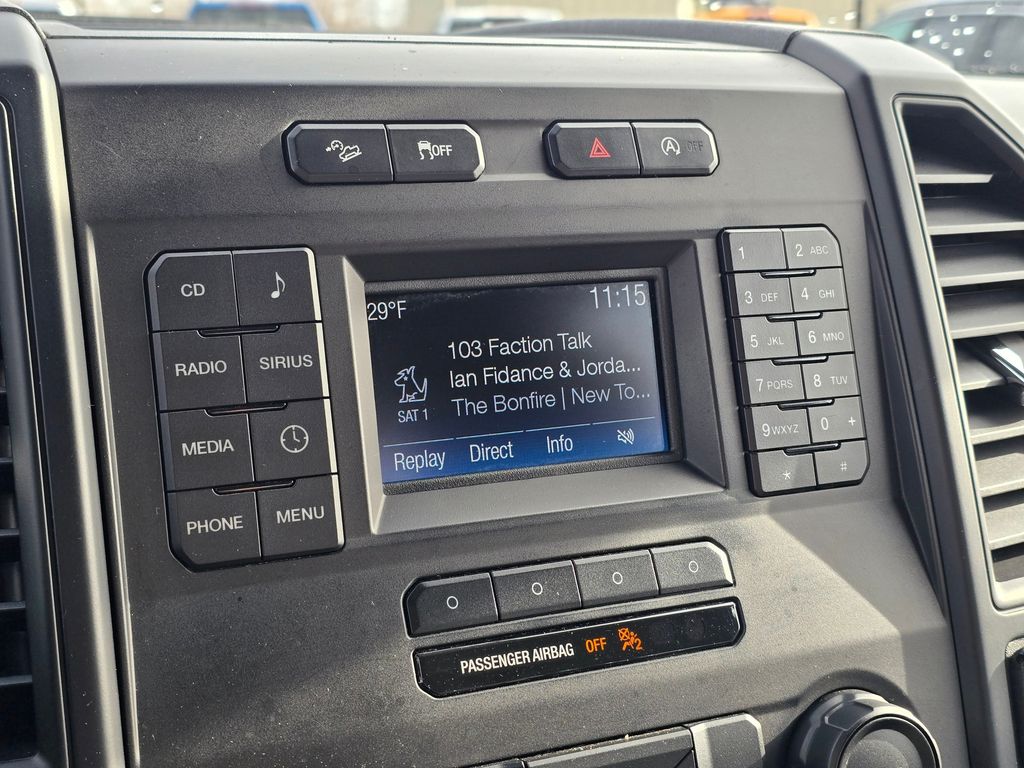 OFF
A OFF
CD
RADIO SIRIUS
MEDIA
PHONE MENU
29°F 11:15
103 Faction Talk
Ian Fidance & Jorda...
SAT 1 The Bonfire | New To...
Replay Direct Info
1 2 ABC
3 DEF 4 GHI
5 JKL 6 MNO
7 PQRS 8 TUV
9 WXYZ 0 +
* #
PASSENGER AIRBAG OFF 2